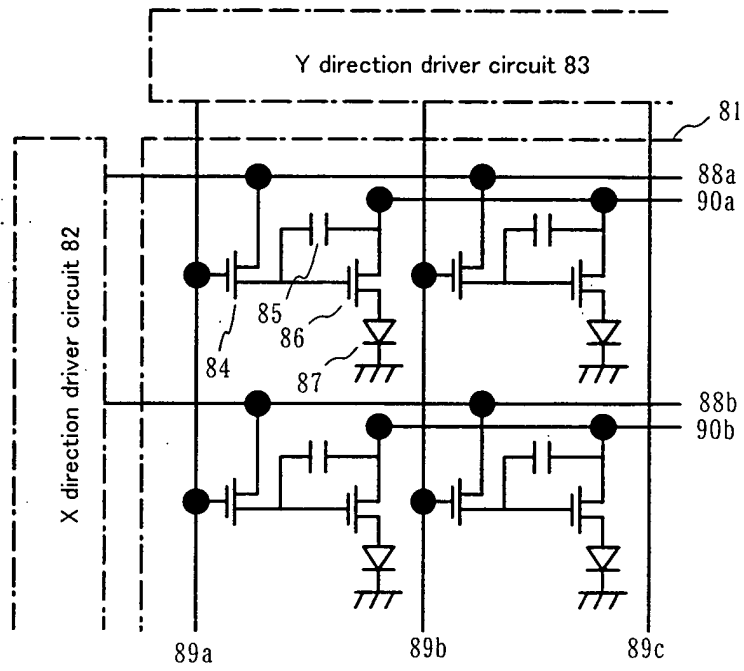 Y direction driver circuit 83
81
88a
90a
X direction driver circuit 82
85
86
84
87
88b
90b
89a
89b
89c